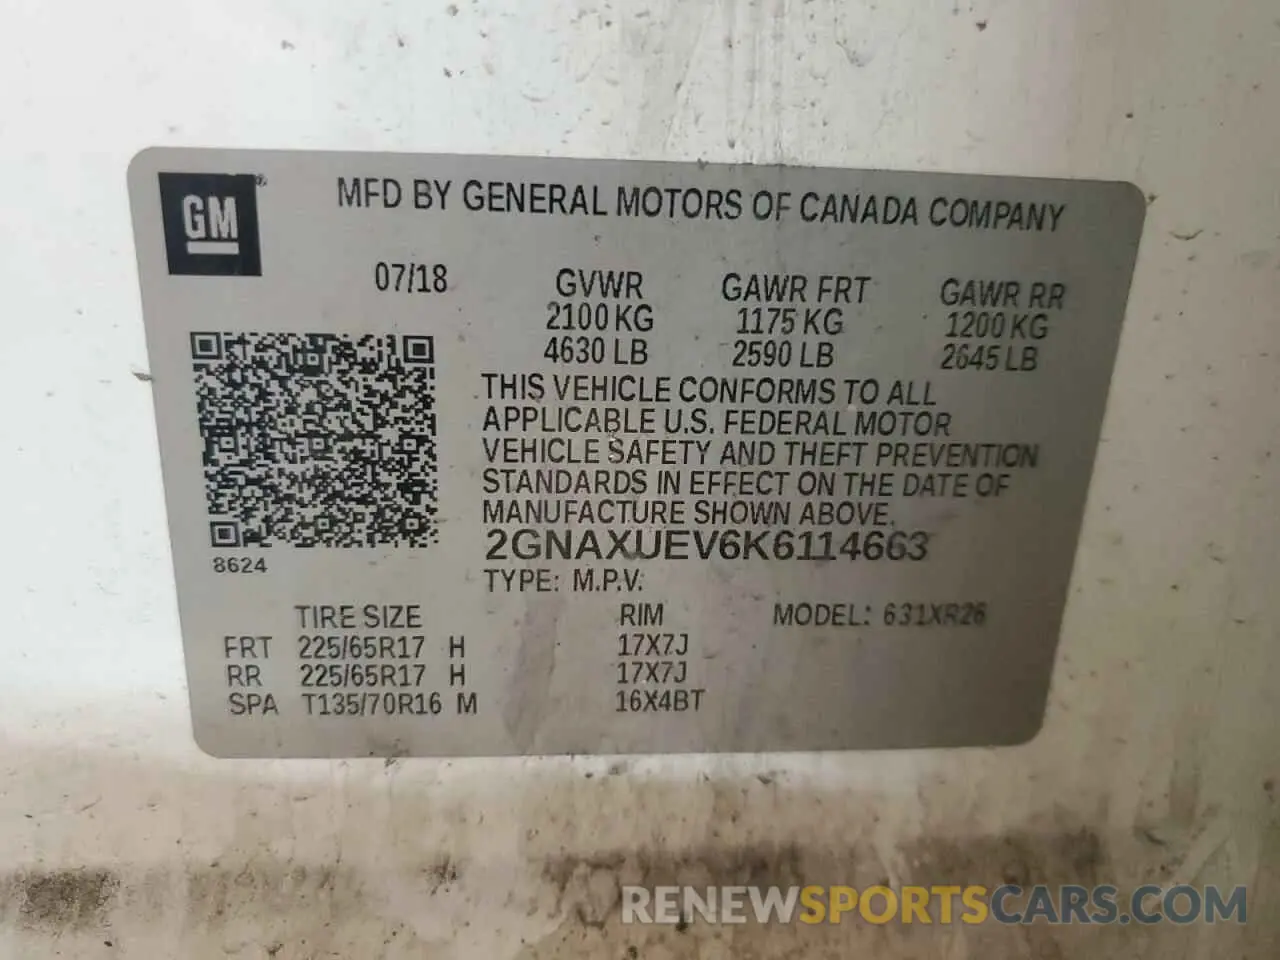 GM®
MFD BY GENERAL MOTORS OF CANADA COMPANY
07/18 GVWR GAWR FRT GAWR RR
2100 KG 1175 KG 1200 KG
4630 LB 2590 LB 2645 LB
THIS VEHICLE CONFORMS TO ALL
APPLICABLE U.S. FEDERAL MOTOR
VEHICLE SAFETY AND THEFT PREVENTION
STANDARDS IN EFFECT ON THE DATE OF
MANUFACTURE SHOWN ABOVE.
2GNAXUEV6K6114663
8624
TYPE: M.P.V.
TIRE SIZE RIM MODEL: 631XR26
FRT 225/65R17 H 17X7J
RR 225/65R17 H 17X7J
SPA T135/70R16 M 16X4BT
RENEWSPORTSCARS.COM